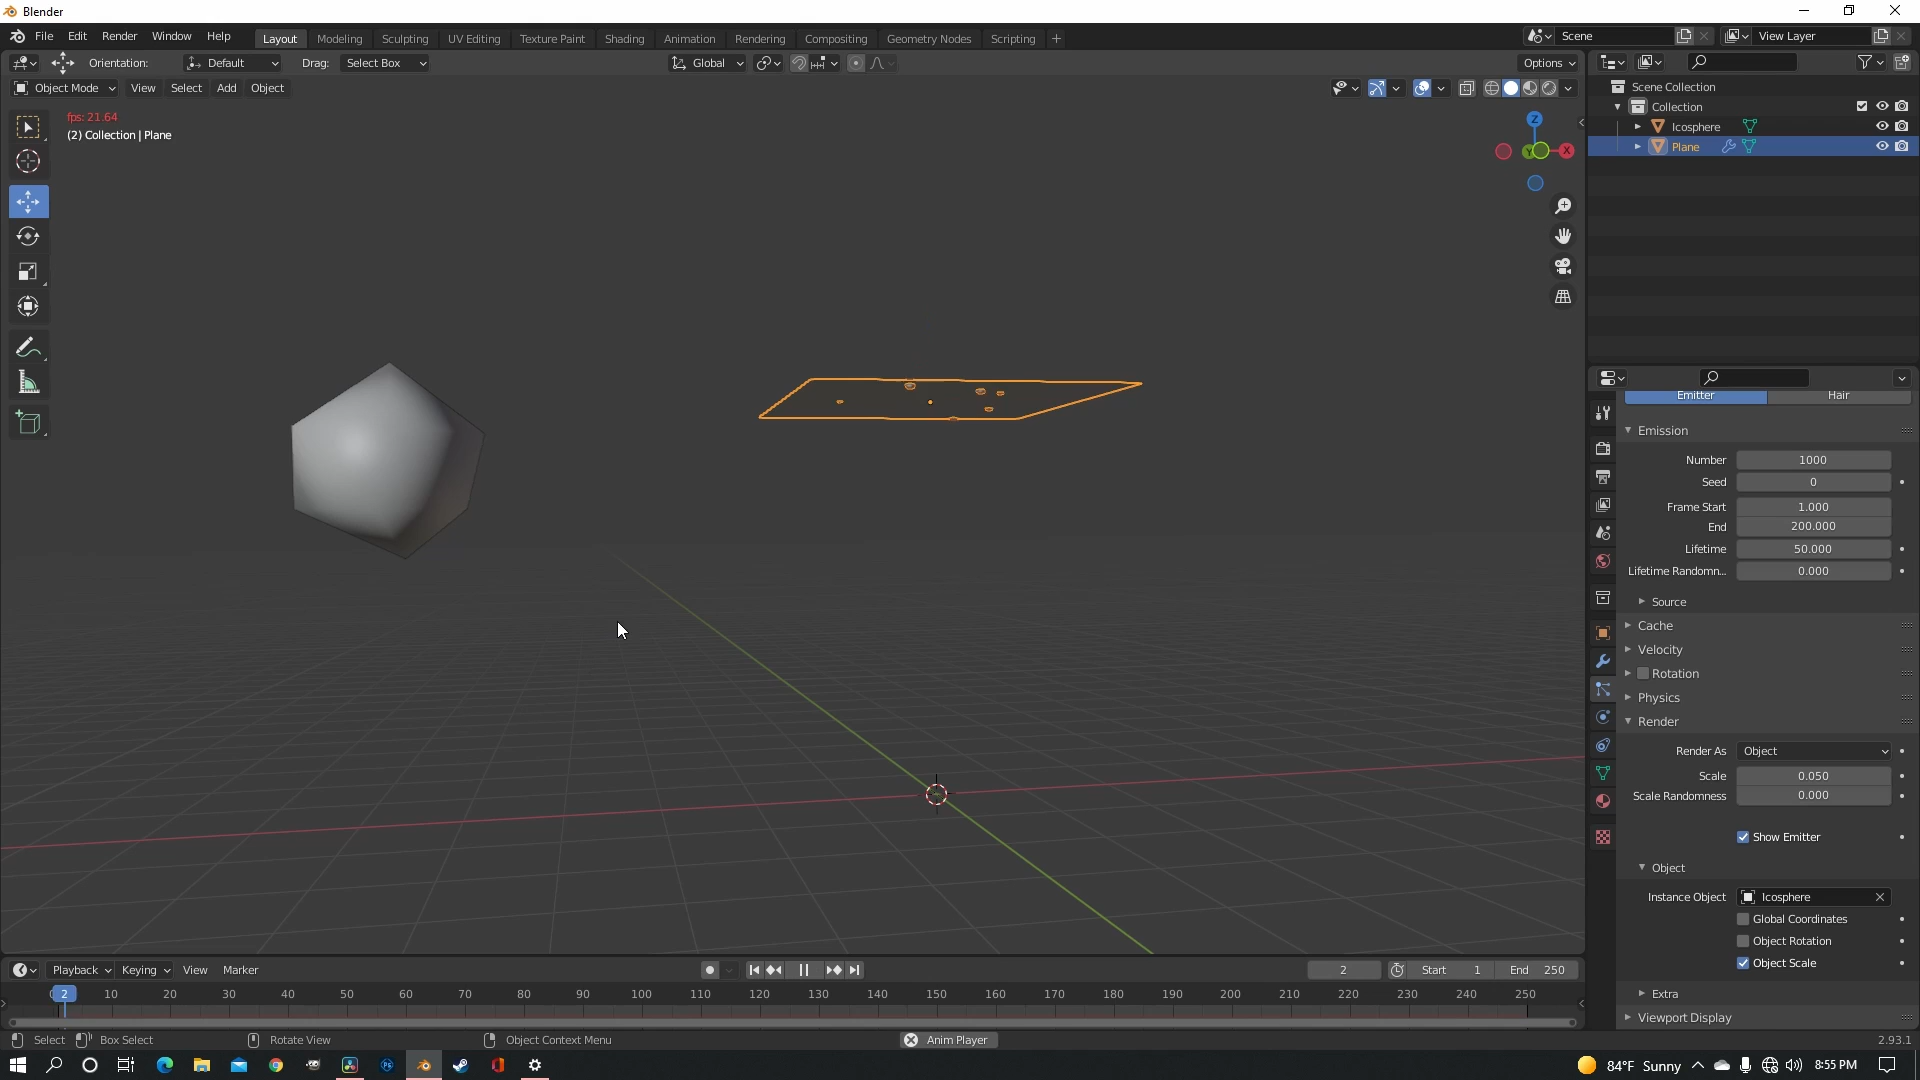 Blender
File Edit Render Window Help
Layout Modeling Sculpting UV Editing Texture Paint Shading Animation Rendering Compositing Geometry Nodes Scripting +
Scene
View Layer
Orientation: Default Drag: Select Box
Global
Options
Object Mode View Select Add Object
fps: 21.64
(2) Collection | Plane
Z
X
Y
Scene Collection
Collection
Icosphere
Plane
Emitter Hair
Emission
Number 1000
Seed 0
Frame Start 1.000
End 200.000
Lifetime 50.000
Lifetime Randomn... 0.000
Source
Cache
Velocity
Rotation
Physics
Render
Render As Object
Scale 0.050
Scale Randomness 0.000
Show Emitter
Object
Instance Object Icosphere
Global Coordinates
Object Rotation
Object Scale
Extra
Viewport Display
Playback Keying View Marker
2 Start 1 End 250
2 10 20 30 40 50 60 70 80 90 100 110 120 130 140 150 160 170 180 190 200 210 220 230 240 250
Select Box Select Rotate View Object Context Menu Anim Player 2.93.1
84°F Sunny 8:55 PM